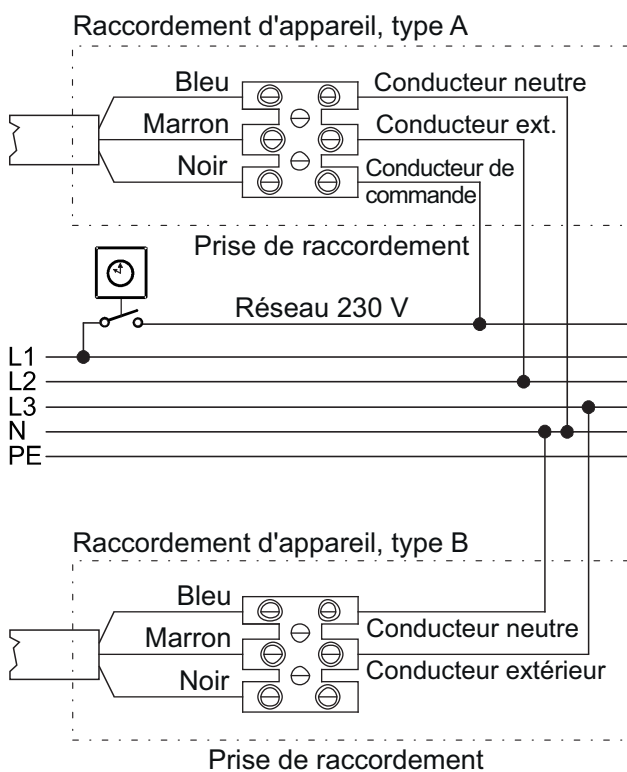 Raccordement d'appareil, type A
Bleu
Conducteur neutre
Marron
Conducteur ext.
Noir
Conducteur de
commande
Prise de raccordement
Réseau 230 V
L1
L2
L3
N
PE
Raccordement d'appareil, type B
Bleu
Conducteur neutre
Marron
Conducteur extérieur
Noir
Prise de raccordement